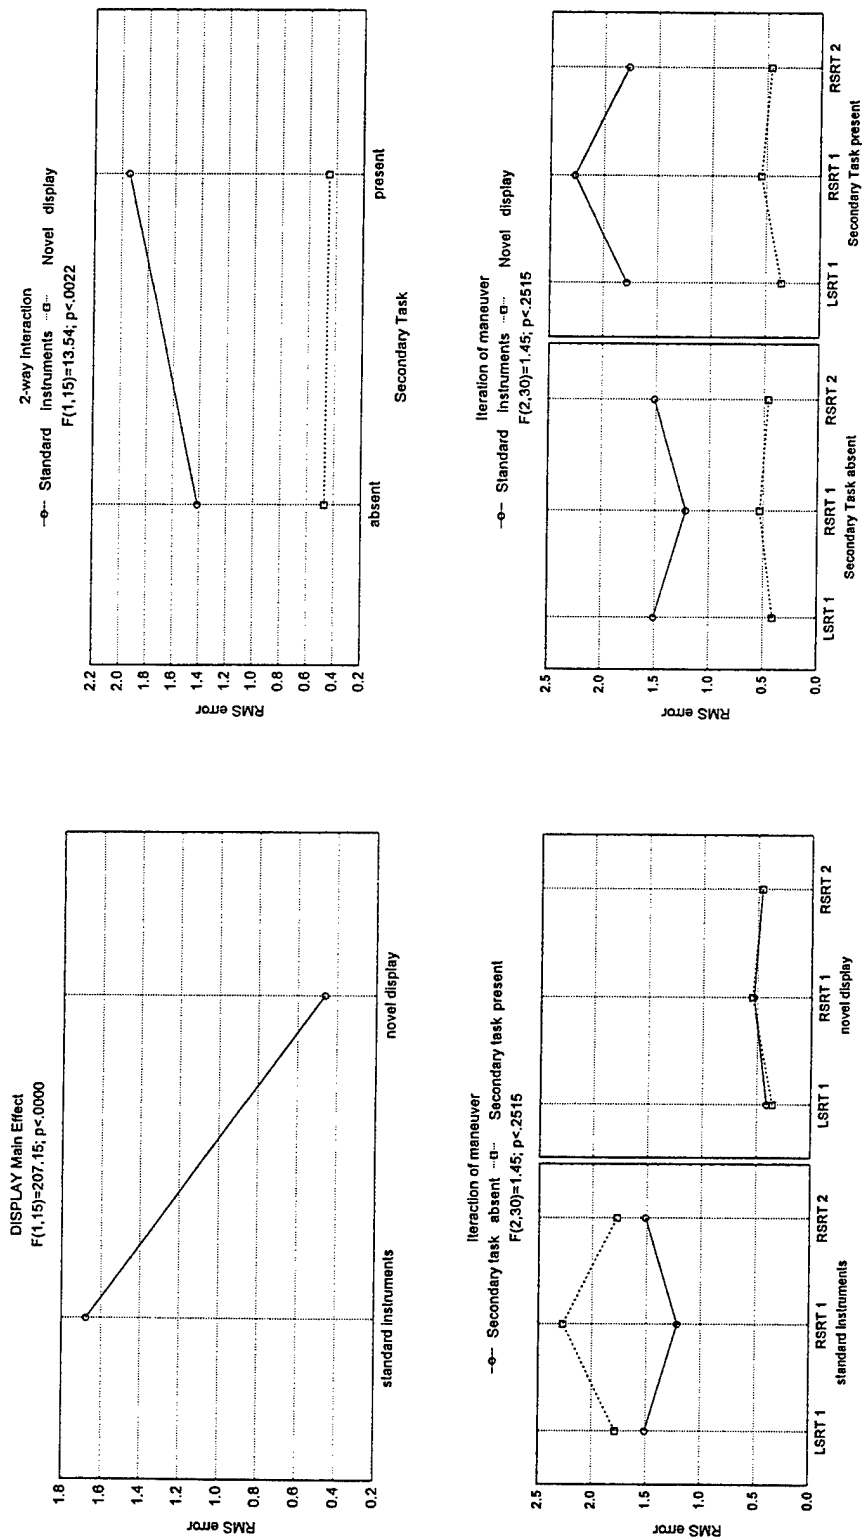 DISPLAY Main Effect
F(1,15)=207.15; p<.0000
RMS error
1.8
1.6
1.4
1.2
1.0
0.8
0.6
0.4
0.2
standard instruments
novel display
2-way interaction
Standard instruments
Novel display
F(1,15)=13.54; p<.0022
RMS error
2.2
2.0
1.8
1.6
1.4
1.2
1.0
0.8
0.6
0.4
0.2
absent
present
Secondary Task
Iteraction of maneuver
Secondary task absent
Secondary task present
F(2,30)=1.45; p<.2515
RMS error
2.5
2.0
1.5
1.0
0.5
0.0
LSRT 1
RSRT 1
RSRT 2
standard instruments
LSRT 1
RSRT 1
RSRT 2
novel display
Iteration of maneuver
Standard instruments
Novel display
F(2,30)=1.45; p<.2515
RMS error
2.5
2.0
1.5
1.0
0.5
0.0
LSRT 1
RSRT 1
RSRT 2
Secondary Task absent
LSRT 1
RSRT 1
RSRT 2
Secondary Task present